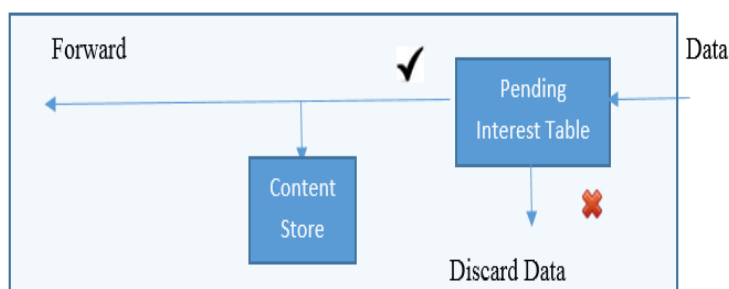 Forward
Data
Pending
Interest Table
Content
Store
Discard Data